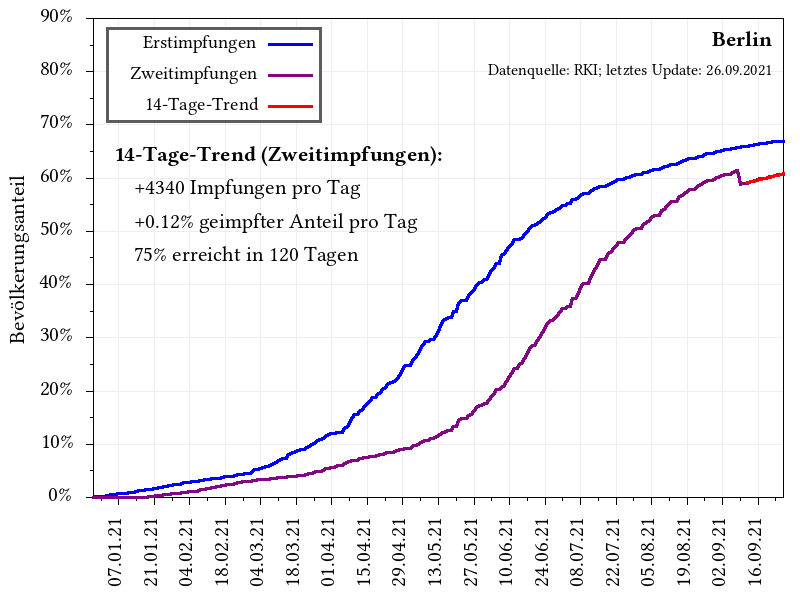 Berlin
Datenquelle: RKI; letztes Update: 26.09.2021
Erstimpfungen
Zweitimpfungen
14-Tage-Trend
14-Tage-Trend (Zweitimpfungen):
+4340 Impfungen pro Tag
+0.12% geimpfter Anteil pro Tag
75% erreicht in 120 Tagen
Bevölkerungsanteil
90%
80%
70%
60%
50%
40%
30%
20%
10%
0%
07.01.21
21.01.21
04.02.21
18.02.21
04.03.21
18.03.21
01.04.21
15.04.21
29.04.21
13.05.21
27.05.21
10.06.21
24.06.21
08.07.21
22.07.21
05.08.21
19.08.21
02.09.21
16.09.21